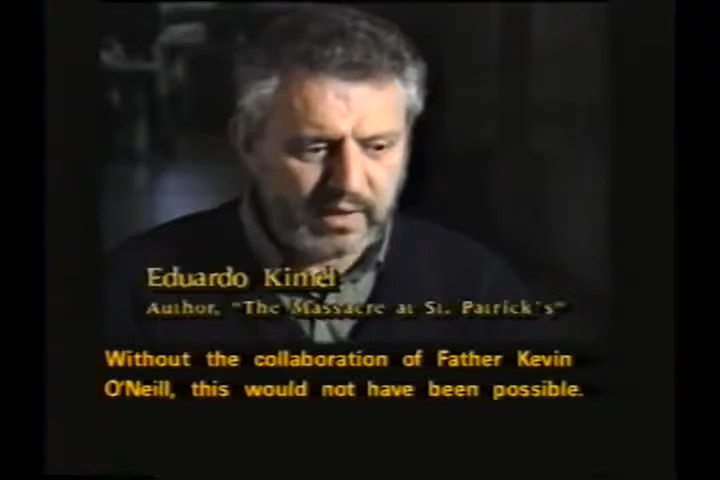 Eduardo Kimel
Author, "The Massacre at St. Patrick's"
Without the collaboration of Father Kevin
O'Neill, this would not have been possible.